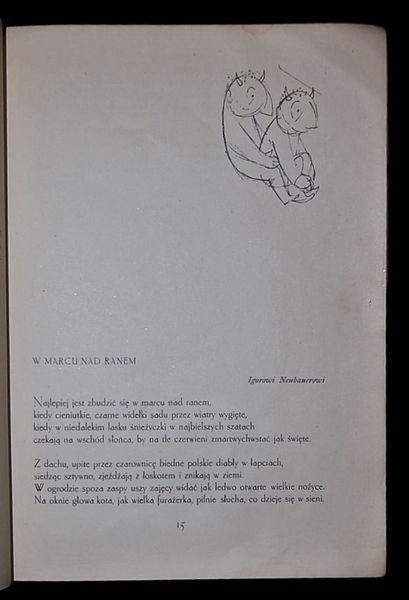 W MARCU NAD RANEM
Igorowi Neubauerowi
Najlepiej jest zbudzić się w marcu nad ranem,
kiedy cieniutkie, czarne widełki sadu przez wiatry wygięte,
kiedy w niedalekim lasku śnieżyczki w najbielszych szatach
czekają na wschód słońca, by na tle czerwieni zmartwychwstać jak święte.
Z dachu, upite przez czarownicę biedne polskie diabły w łapciach,
siedząc sztywno, zjeżdżają z łoskotem i znikają w ziemi.
W ogrodzie spoza zaspy uszy zajęcy widać jak ledwo otwarte wielkie nożyce.
Na oknie głowa kota, jak wielka furażerka, pilnie słucha, co dzieje się w sieni.
15